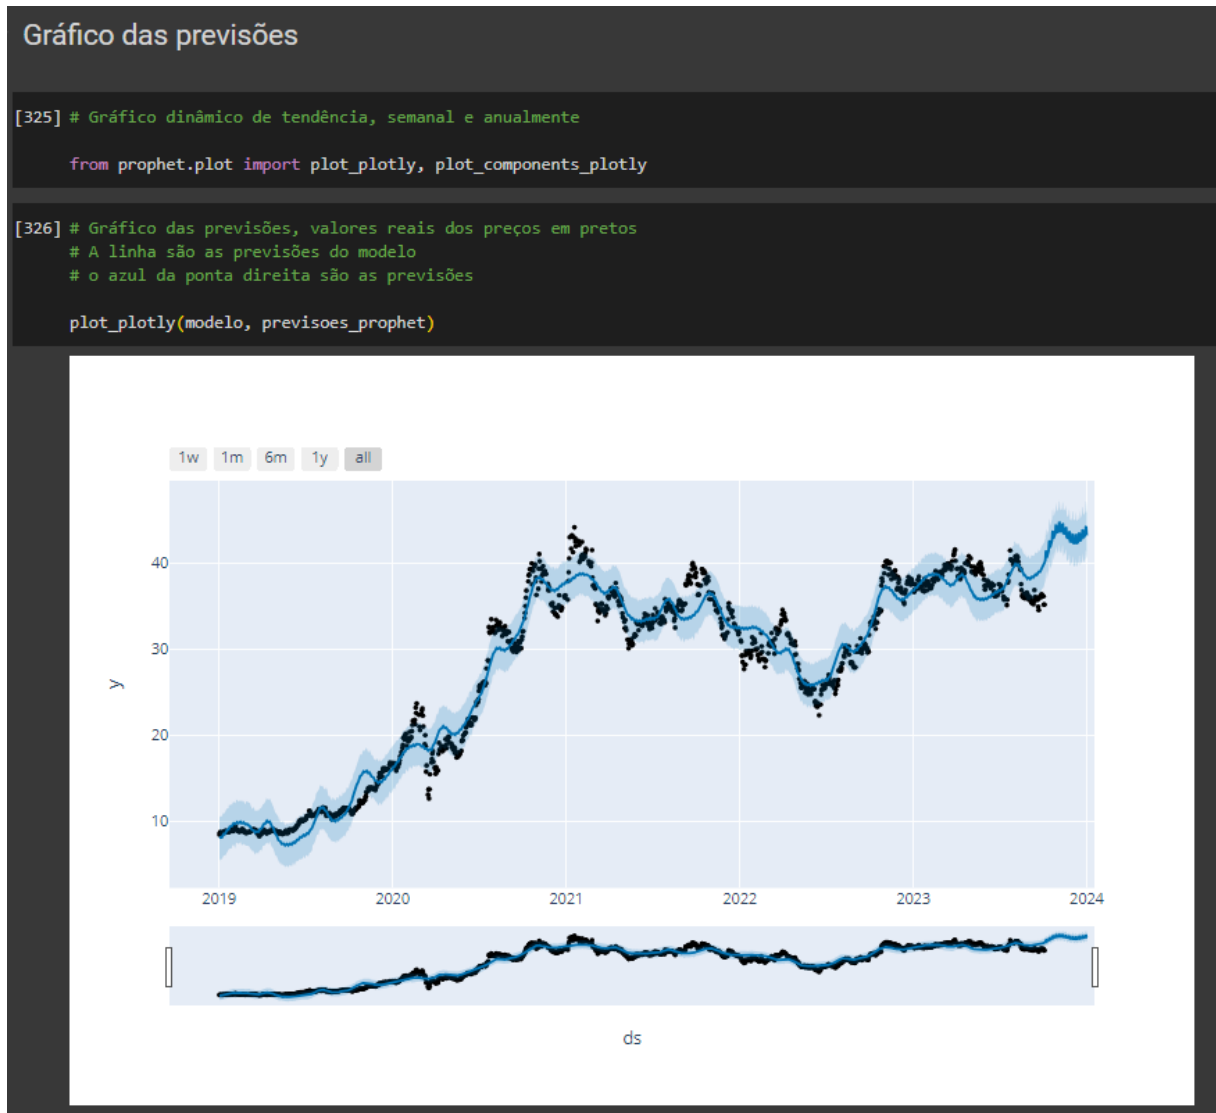 Gráfico das previsões
[325] # Gráfico dinâmico de tendência, semanal e anualmente
from prophet.plot import plot_plotly, plot_components_plotly
[326] # Gráfico das previsões, valores reais dos preços em pretos
# A linha são as previsões do modelo
# o azul da ponta direita são as previsões
plot_plotly(modelo, previsoes_prophet)
1w 1m 6m 1y all
40
30
y
20
10
2019 2020 2021 2022 2023 2024
ds